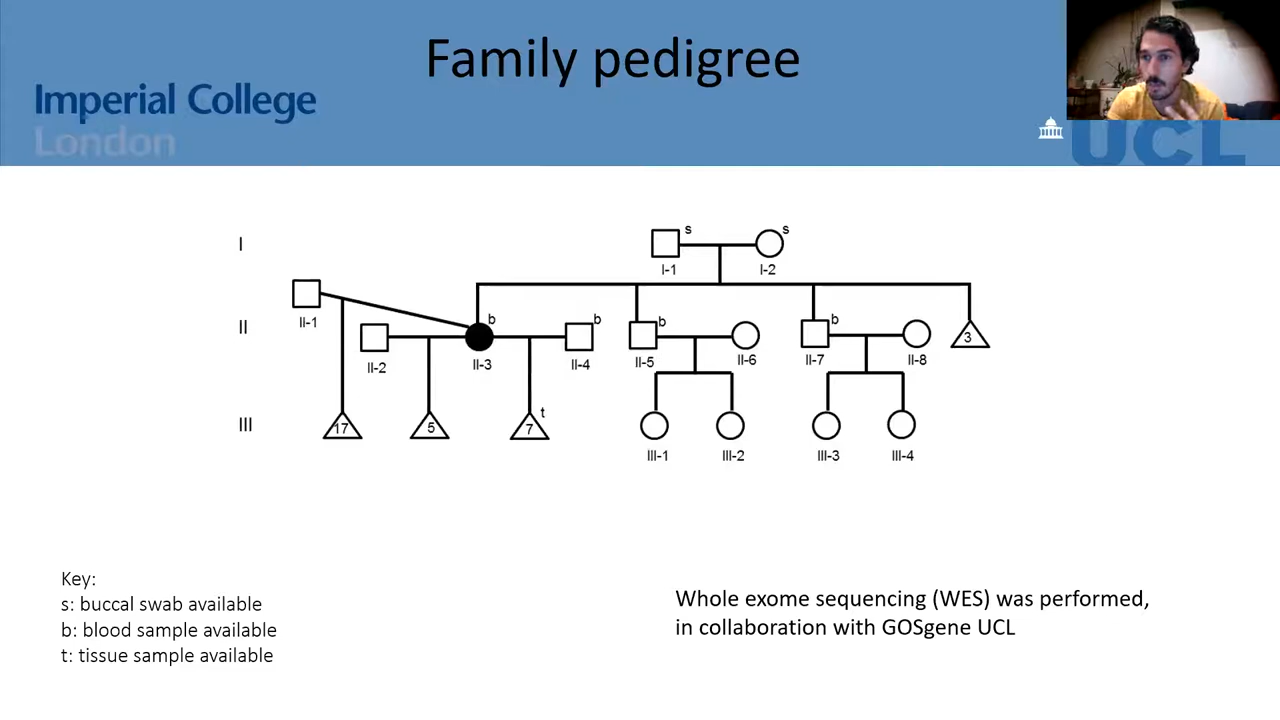 Family pedigree
Imperial College
London
UCL
I
s
s
I-1
I-2
II
II-1
II-2
b
II-3
b
II-4
b
II-5
II-6
b
II-7
II-8
3
III
17
5
t
7
III-1
III-2
III-3
III-4
Key:
s: buccal swab available
b: blood sample available
t: tissue sample available
Whole exome sequencing (WES) was performed,
in collaboration with GOSgene UCL